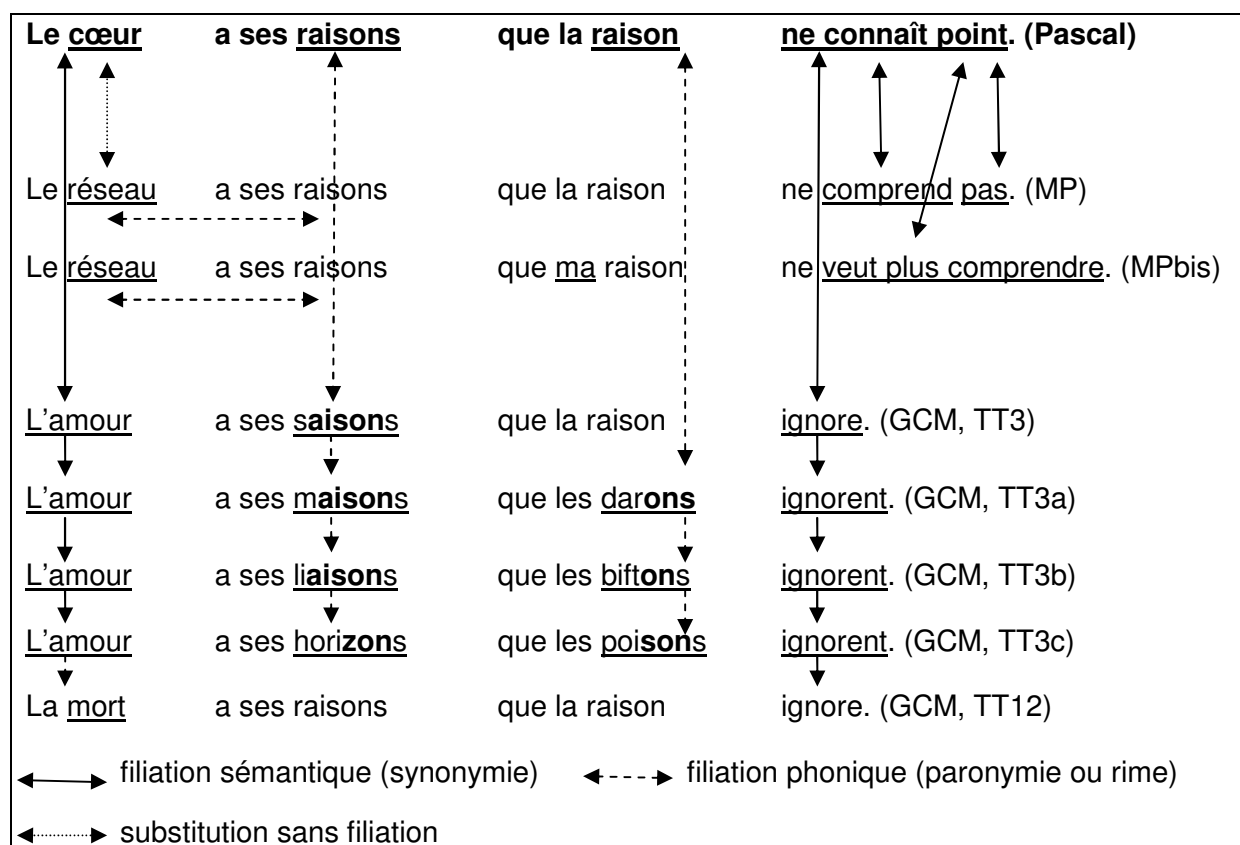 Le cœur a ses raisons que la raison ne connaît point. (Pascal)
Le réseau a ses raisons que la raison ne comprend pas. (MP)
Le réseau a ses raisons que ma raison ne veut plus comprendre. (MPbis)
L'amour a ses saisons que la raison ignore. (GCM, TT3)
L'amour a ses maisons que les darons ignorent. (GCM, TT3a)
L'amour a ses liaisons que les biftons ignorent. (GCM, TT3b)
L'amour a ses horizons que les poisons ignorent. (GCM, TT3c)
La mort a ses raisons que la raison ignore. (GCM, TT12)
filiation sémantique (synonymie) filiation phonique (paronymie ou rime)
substitution sans filiation